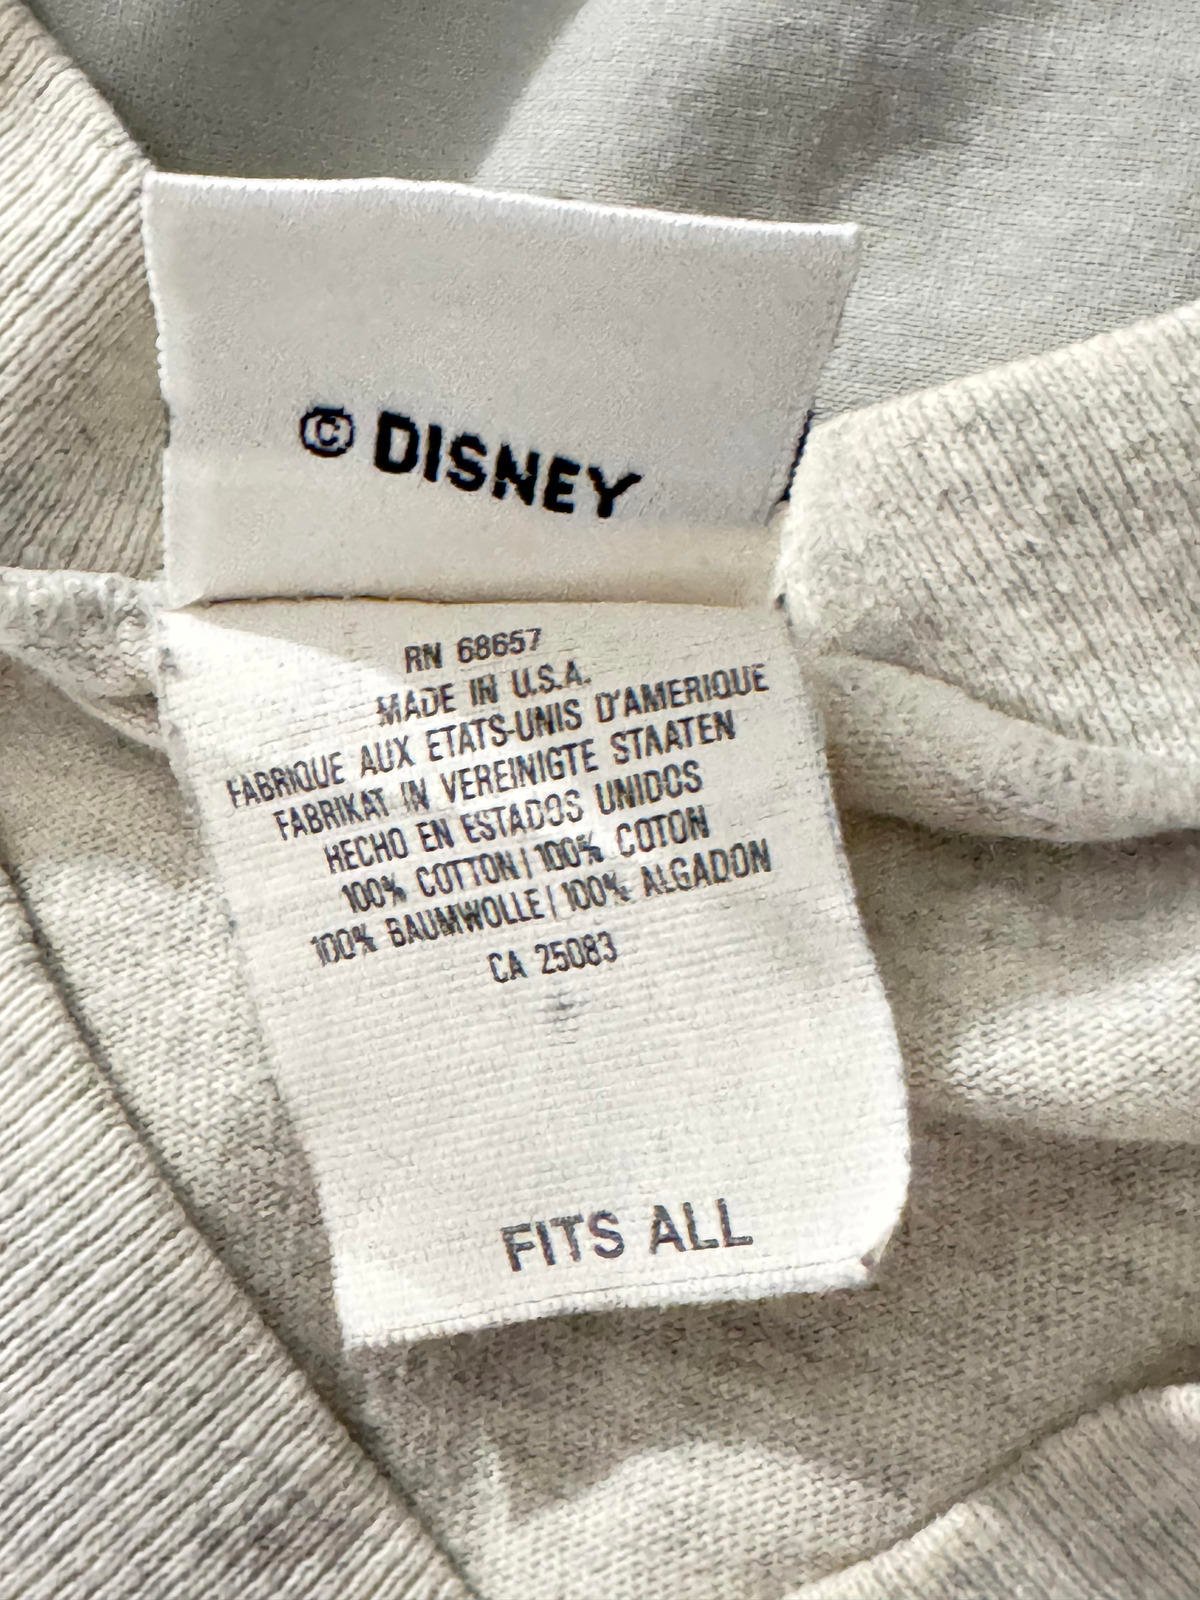 © DISNEY
RN 68657
MADE IN U.S.A.
FABRIQUE AUX ETATS-UNIS D'AMERIQUE
FABRIKAT IN VEREINIGTE STAATEN
HECHO EN ESTADOS UNIDOS
100% COTTON/100% COTON
100% BAUMWOLLE/100% ALGADON
CA 25083
FITS ALL